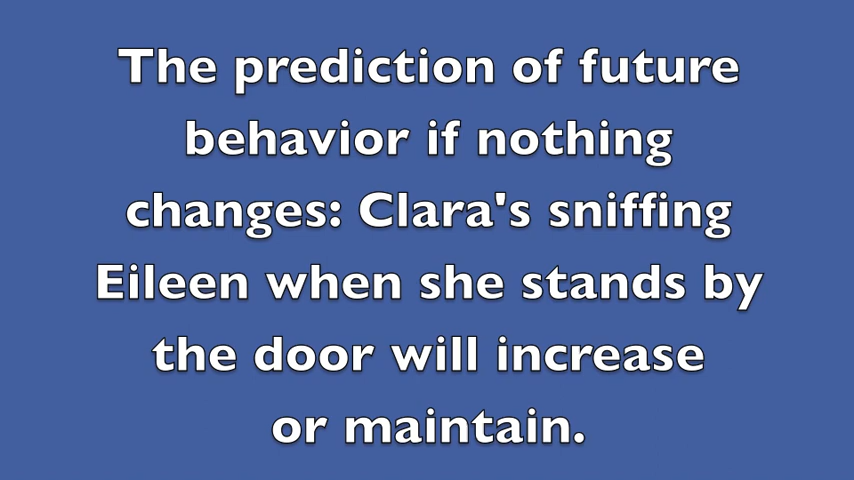 The prediction of future
behavior if nothing
changes: Clara's sniffing
Eileen when she stands by
the door will increase
or maintain.